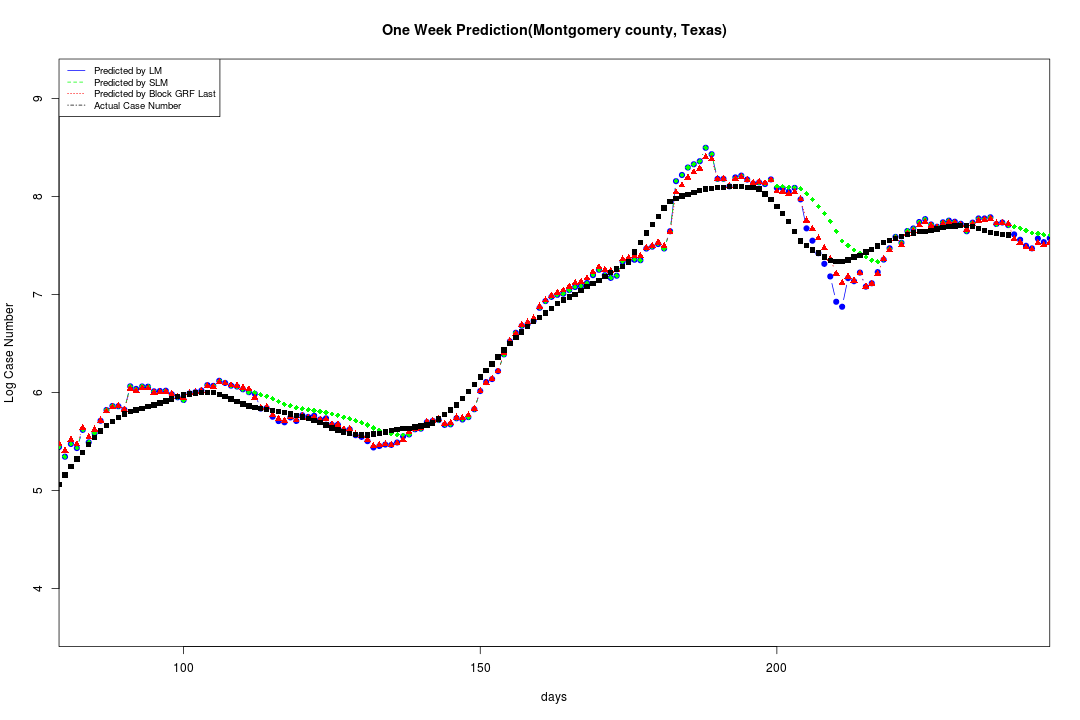 One Week Prediction(Montgomery county, Texas)
Predicted by LM
Predicted by SLM
Predicted by Block GRF Last
Actual Case Number
9
8
7
6
5
4
Log Case Number
100 150 200
days